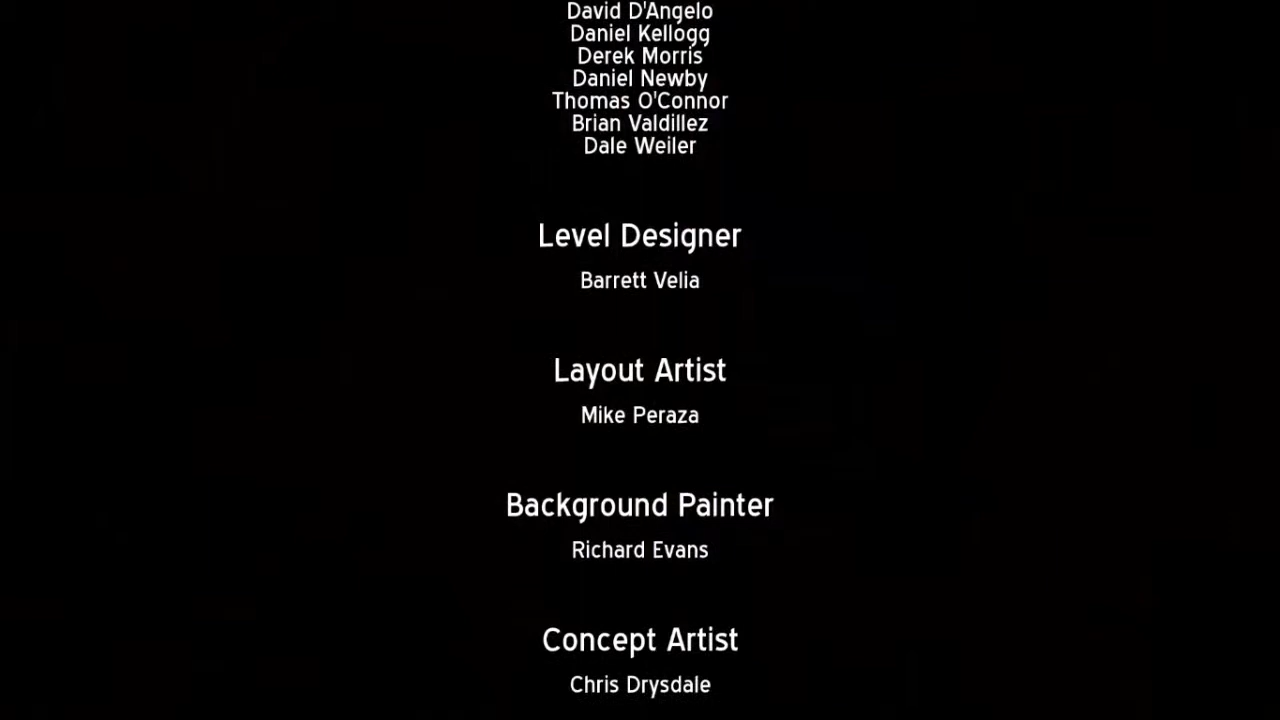 David D'Angelo
Daniel Kellogg
Derek Morris
Daniel Newby
Thomas O'Connor
Brian Valdillez
Dale Weiler
Level Designer
Barrett Velia
Layout Artist
Mike Peraza
Background Painter
Richard Evans
Concept Artist
Chris Drysdale